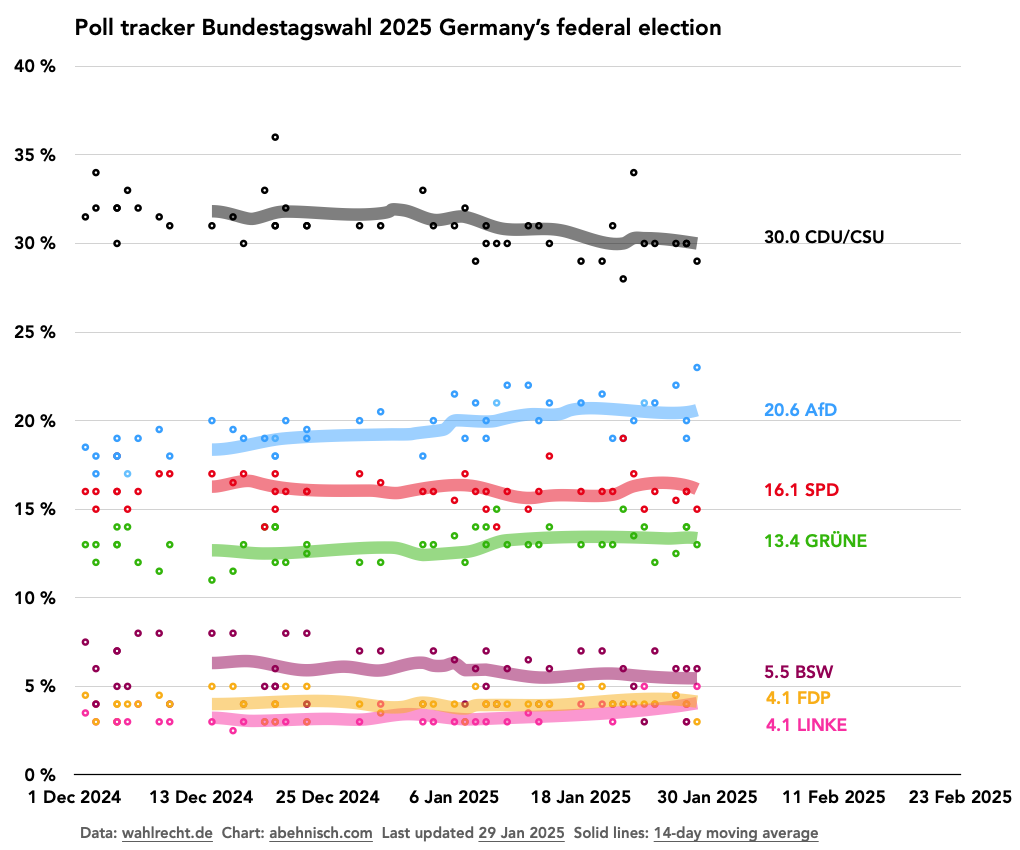 Poll tracker Bundestagswahl 2025 Germany’s federal election
40 %
35 %
30 %
30.0 CDU/CSU
25 %
20 %
20.6 AfD
16.1 SPD
15 %
13.4 GRÜNE
10 %
5.5 BSW
5 %
4.1 FDP
4.1 LINKE
0 %
1 Dec 2024 13 Dec 2024 25 Dec 2024 6 Jan 2025 18 Jan 2025 30 Jan 2025 11 Feb 2025 23 Feb 2025
Data: wahlrecht.de Chart: abehnisch.com Last updated 29 Jan 2025 Solid lines: 14-day moving average